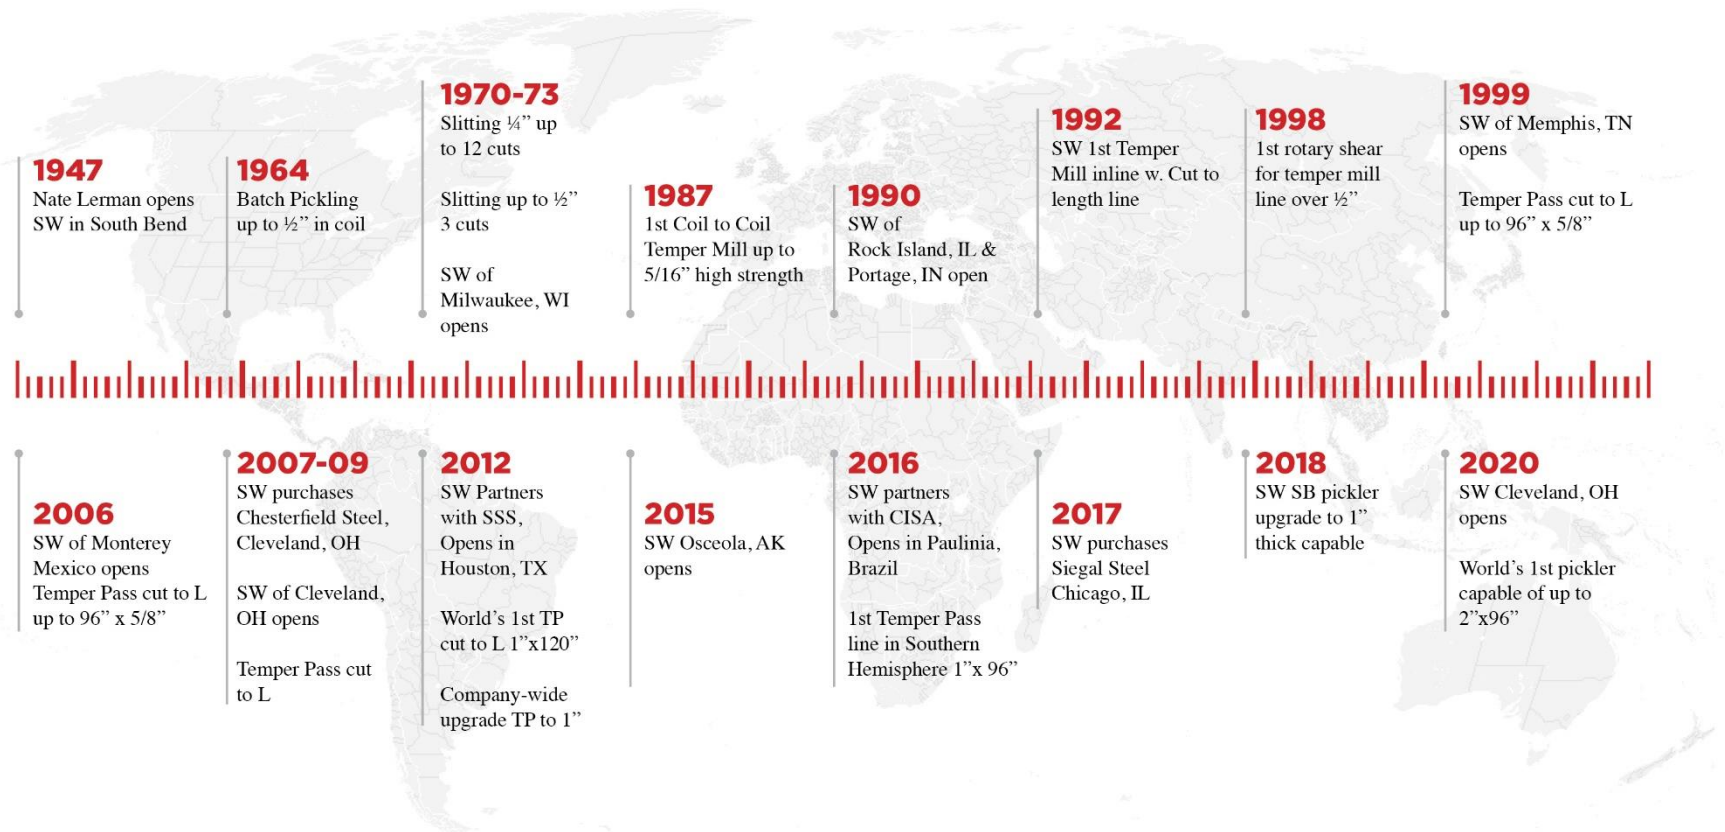 1947
Nate Lerman opens
SW in South Bend
1964
Batch Pickling
up to ½” in coil
1970-73
Slitting ¼” up
to 12 cuts
Slitting up to ½”
3 cuts
SW of
Milwaukee, WI
opens
1987
1st Coil to Coil
Temper Mill up to
5/16” high strength
1990
SW of
Rock Island, IL &
Portage, IN open
1992
SW 1st Temper
Mill inline w. Cut to
length line
1998
1st rotary shear
for temper mill
line over ½”
1999
SW of Memphis, TN
opens
Temper Pass cut to L
up to 96” x 5/8”
2006
SW of Monterey
Mexico opens
Temper Pass cut to L
up to 96” x 5/8”
2007-09
SW purchases
Chesterfield Steel,
Cleveland, OH
SW of Cleveland,
OH opens
Temper Pass cut
to L
2012
SW Partners
with SSS,
Opens in
Houston, TX
World’s 1st TP
cut to L 1”x120”
Company-wide
upgrade TP to 1”
2015
SW Osceola, AK
opens
2016
SW partners
with CISA,
Opens in Paulinia,
Brazil
1st Temper Pass
line in Southern
Hemisphere 1”x 96”
2017
SW purchases
Siegal Steel
Chicago, IL
2018
SW SB pickler
upgrade to 1”
thick capable
2020
SW Cleveland, OH
opens
World’s 1st pickler
capable of up to
2”x96”